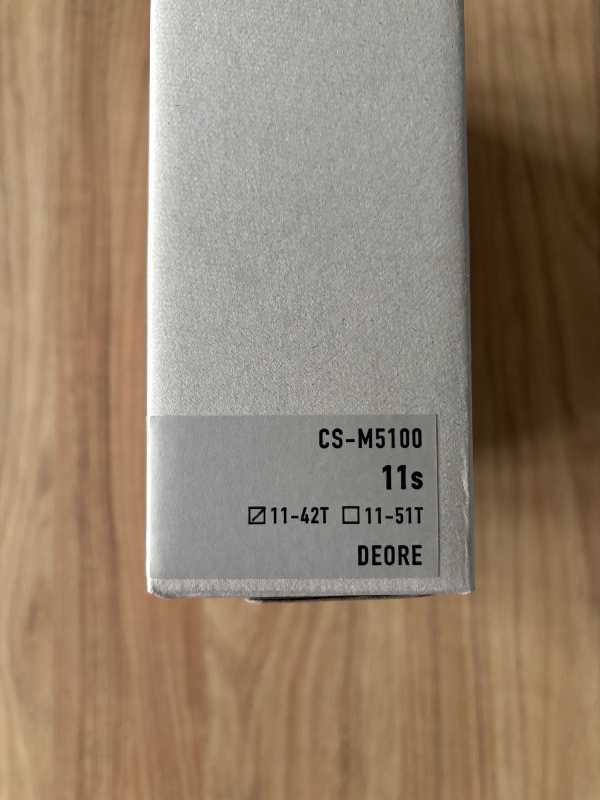 CS-M5100
11s
☑11-42T ☐11-51T
DEORE